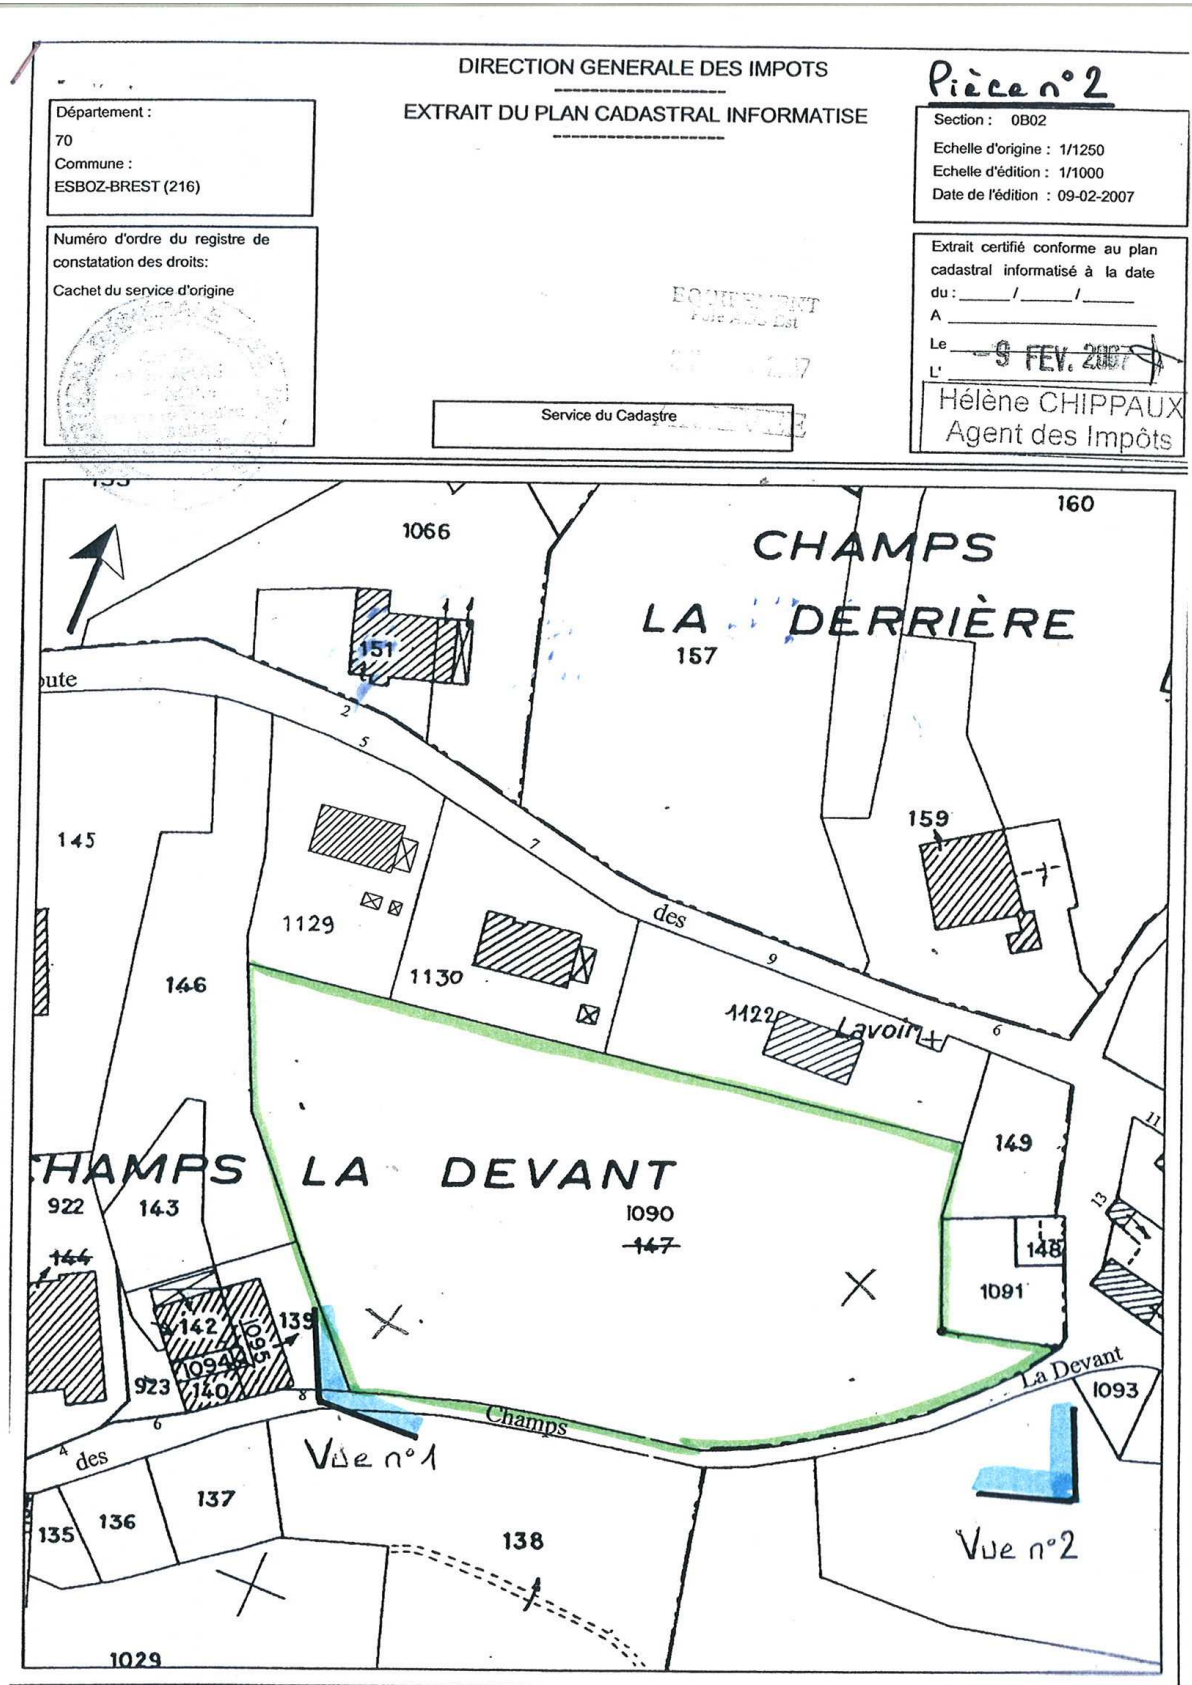 DIRECTION GENERALE DES IMPOTS
EXTRAIT DU PLAN CADASTRAL INFORMATISE
Pièce n° 2
Département :
70
Commune :
ESBOZ-BREST (216)
Section : 0B02
Echelle d'origine : 1/1250
Echelle d'édition : 1/1000
Date de l'édition : 09-02-2007
Numéro d'ordre du registre de
constatation des droits:
Cachet du service d'origine
Extrait certifié conforme au plan
cadastral informatisé à la date
du : / /
A
Le -9 FEV. 2007
L'
Hélène CHIPPAUX
Agent des Impôts
EQUIPEMENT
Service du Cadastre
160
1066
CHAMPS
LA DERRIÈRE
151
157
oute
2
5
145
7
159
1129
des
9
146
1130
1122
Lavoir
6
11
149
CHAMPS LA DEVANT
922
143
1090
147
13
148
144
1091
142
139
1095
1094
140
923
8
La Devant
1093
6
Champs
4
des
Vue n°1
137
136
135
138
Vue n°2
1029